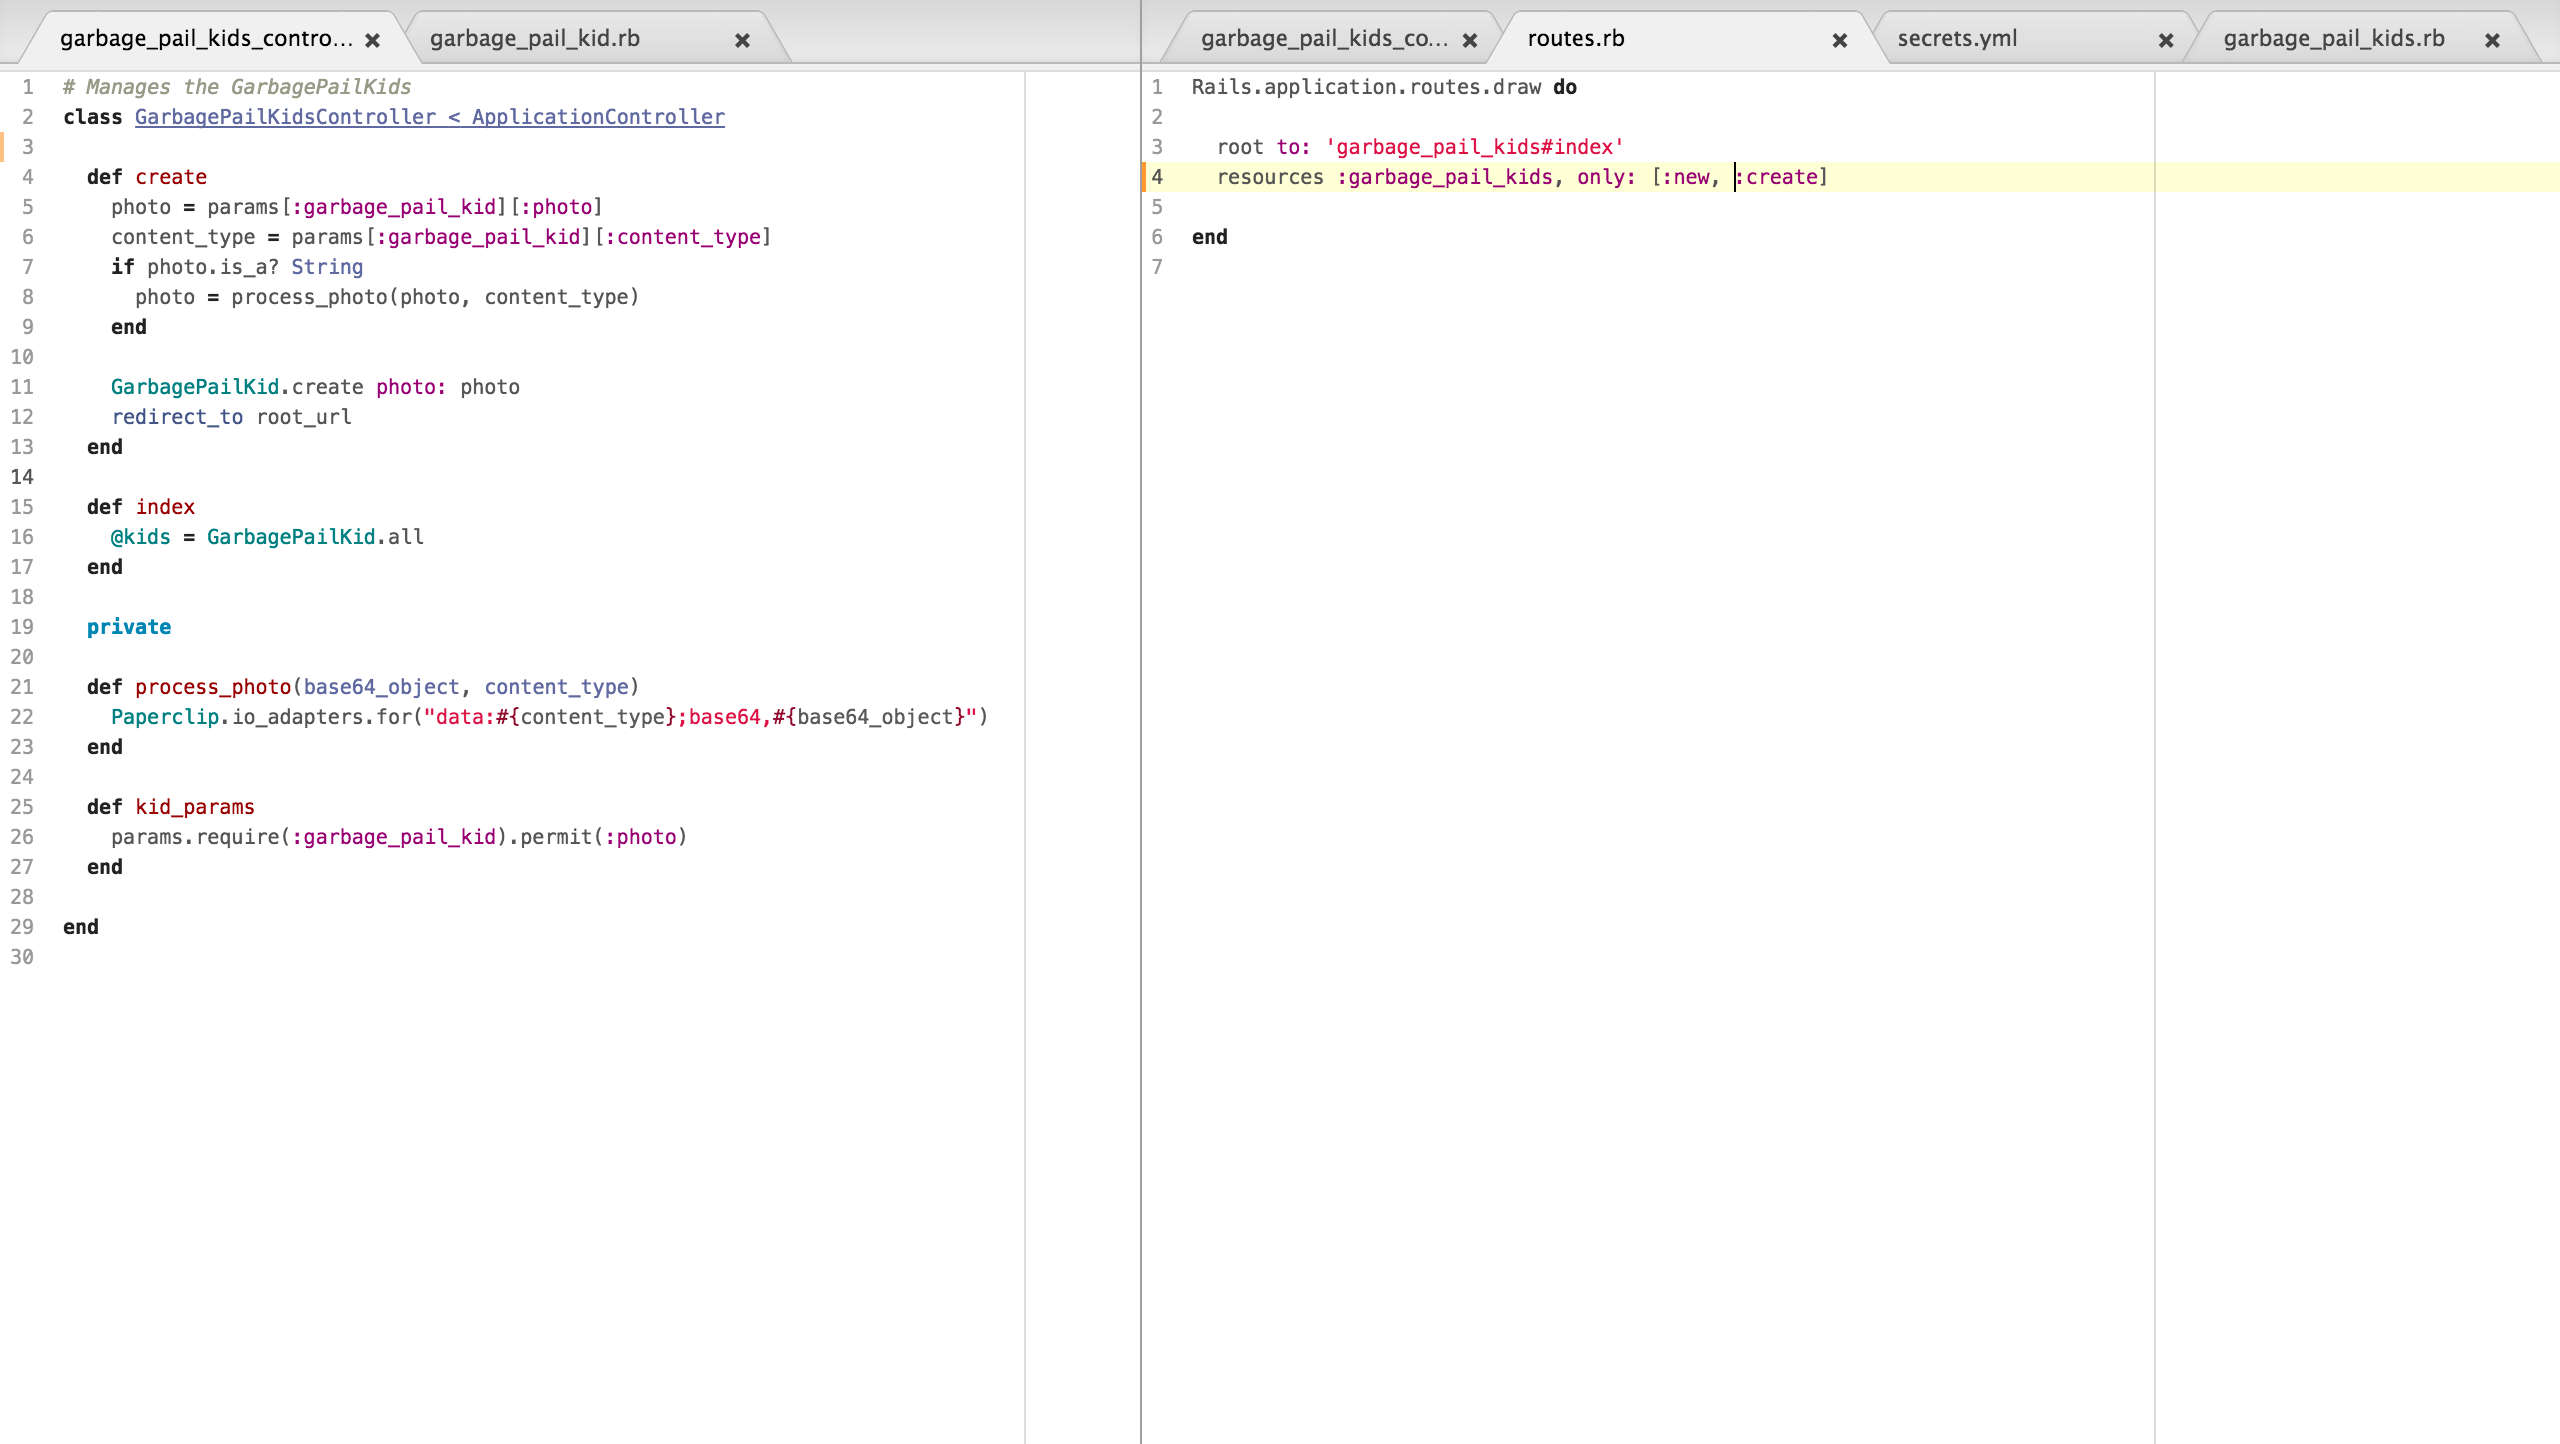 garbage_pail_kids_contro...
garbage_pail_kid.rb
1 # Manages the GarbagePailKids
2 class GarbagePailKidsController < ApplicationController
3
4   def create
5     photo = params[:garbage_pail_kid][:photo]
6     content_type = params[:garbage_pail_kid][:content_type]
7     if photo.is_a? String
8       photo = process_photo(photo, content_type)
9     end
10
11     GarbagePailKid.create photo: photo
12     redirect_to root_url
13   end
14
15   def index
16     @kids = GarbagePailKid.all
17   end
18
19   private
20
21   def process_photo(base64_object, content_type)
22     Paperclip.io_adapters.for("data:#{content_type};base64,#{base64_object}")
23   end
24
25   def kid_params
26     params.require(:garbage_pail_kid).permit(:photo)
27   end
28
29 end
30
garbage_pail_kids_co...
routes.rb
secrets.yml
garbage_pail_kids.rb
1 Rails.application.routes.draw do
2
3   root to: 'garbage_pail_kids#index'
4   resources :garbage_pail_kids, only: [:new, :create]
5
6 end
7